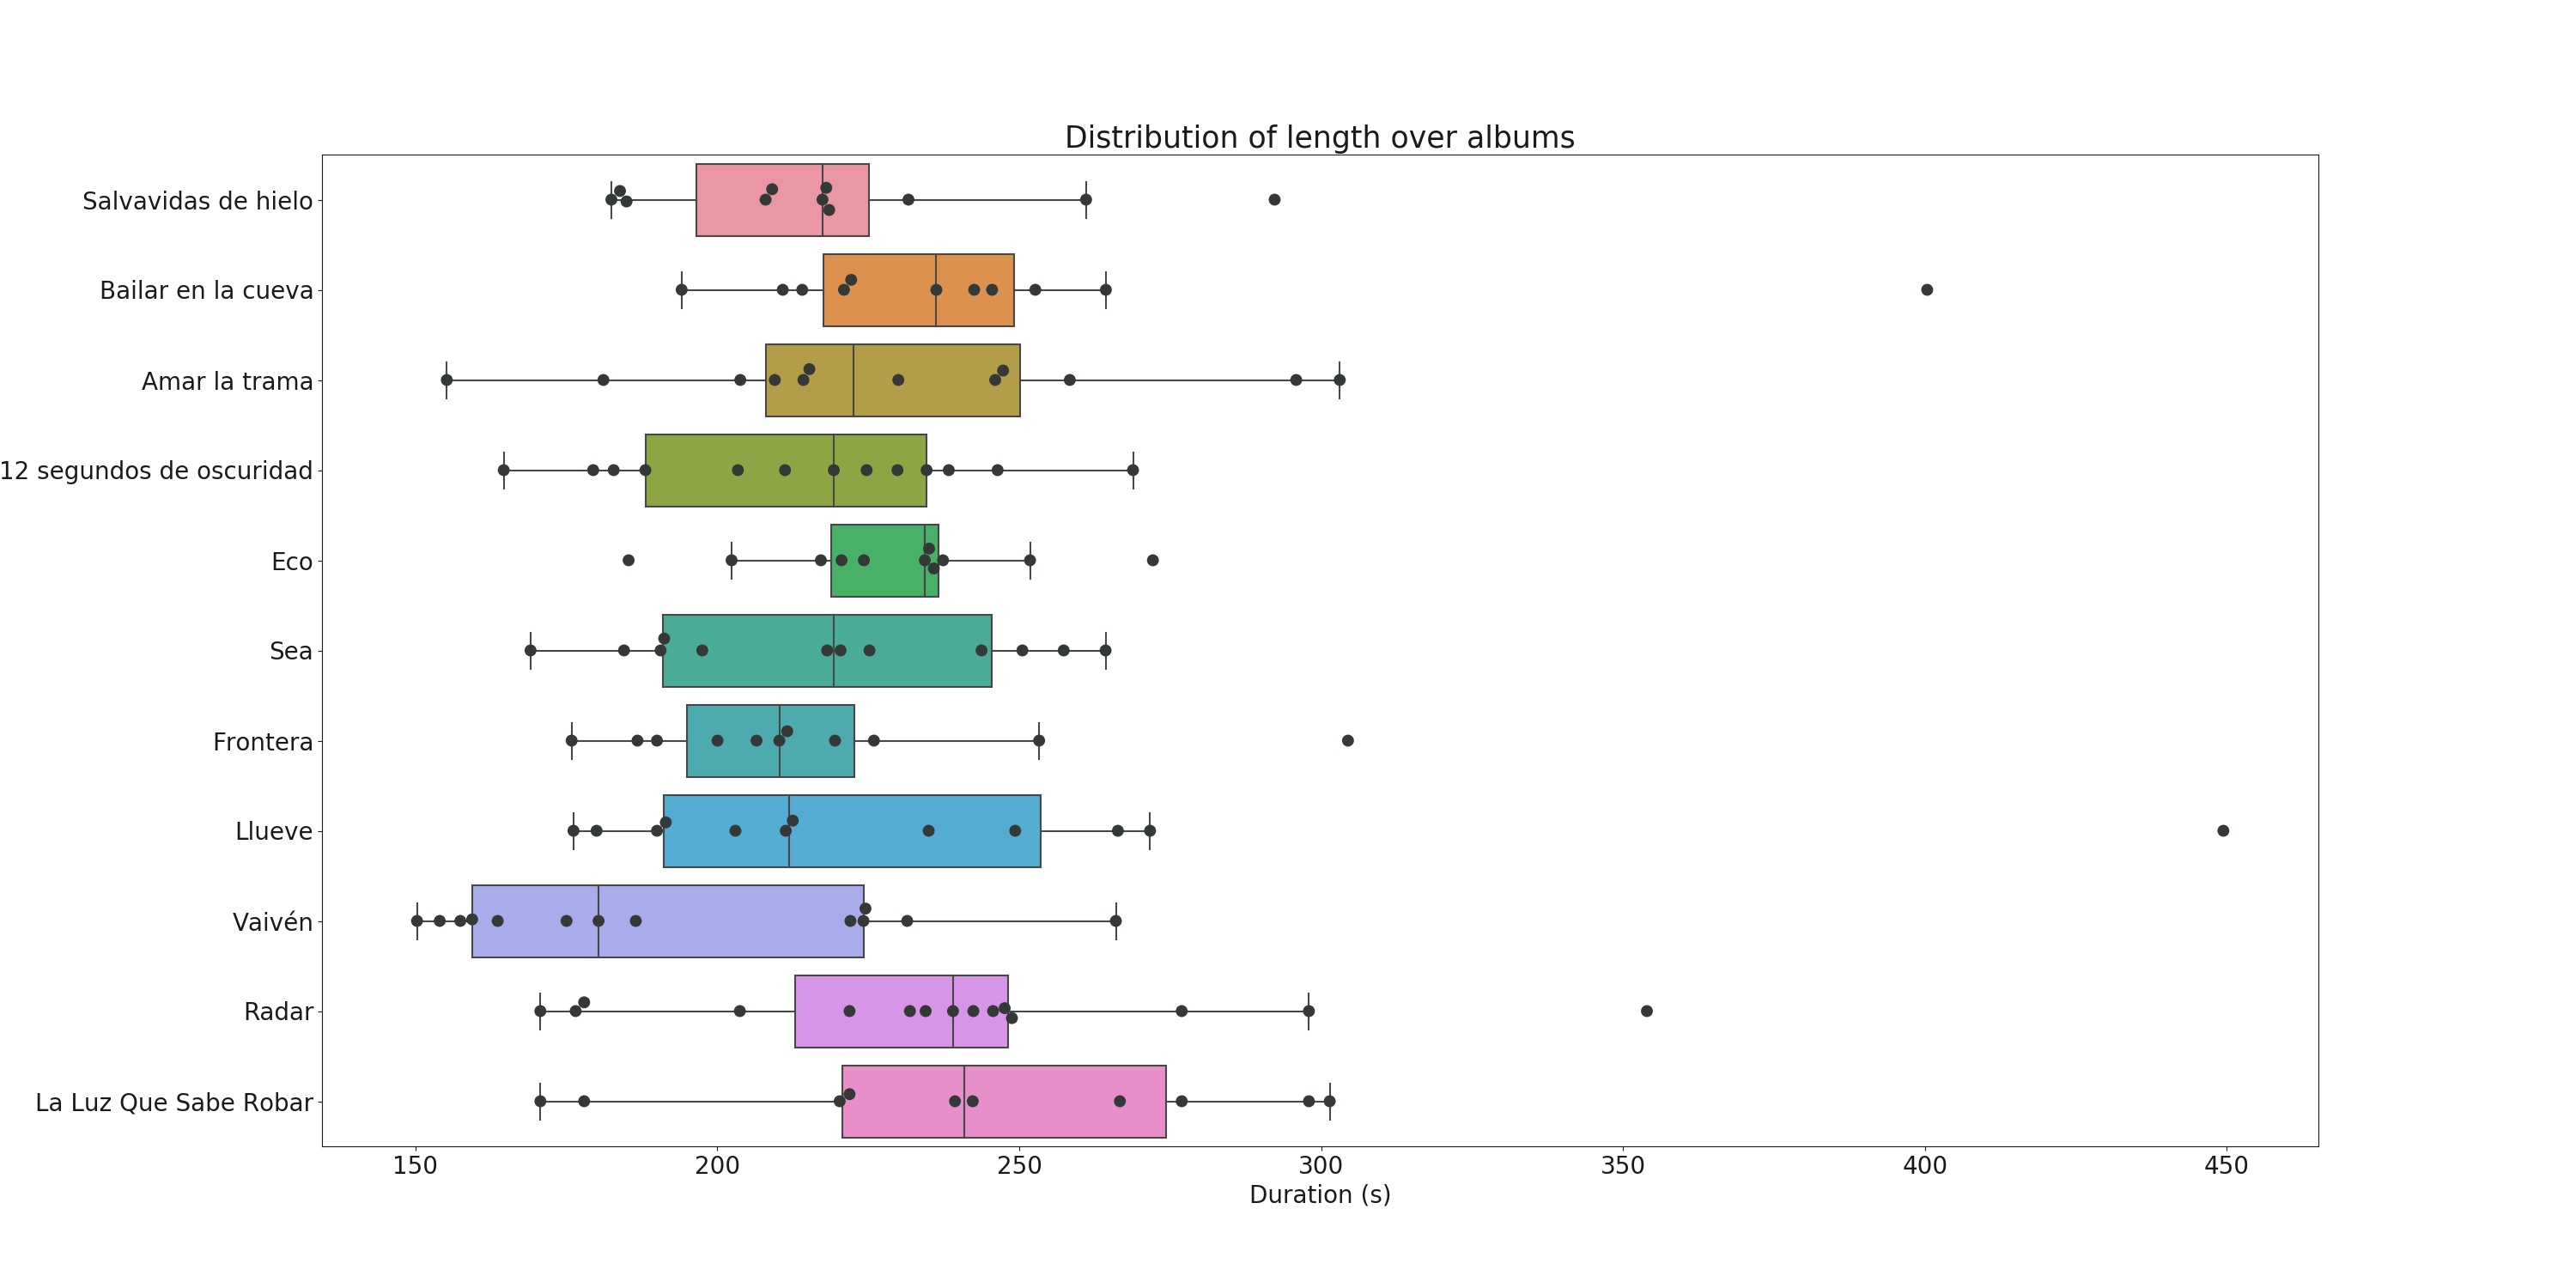 Distribution of length over albums
Salvavidas de hielo
Bailar en la cueva
Amar la trama
12 segundos de oscuridad
Eco
Sea
Frontera
Llueve
Vaivén
Radar
La Luz Que Sabe Robar
150 200 250 300 350 400 450
Duration (s)